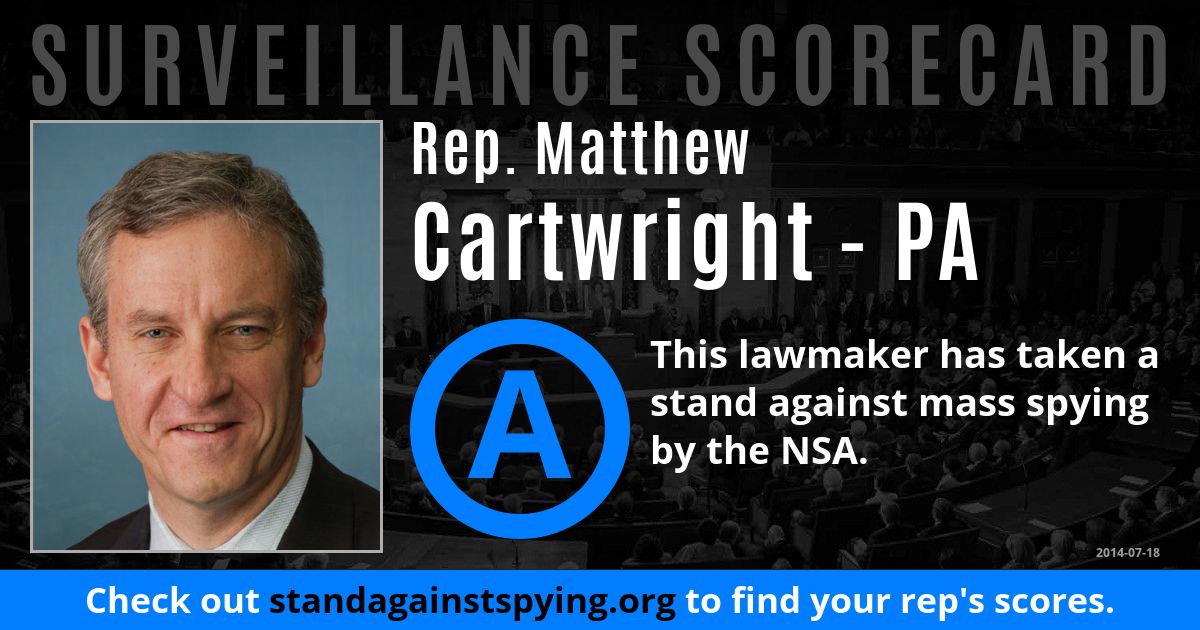 SURVEILLANCE SCORECARD
Rep. Matthew
Cartwright - PA
A
This lawmaker has taken a
stand against mass spying
by the NSA.
2014-07-18
Check out standagainstspying.org to find your rep's scores.